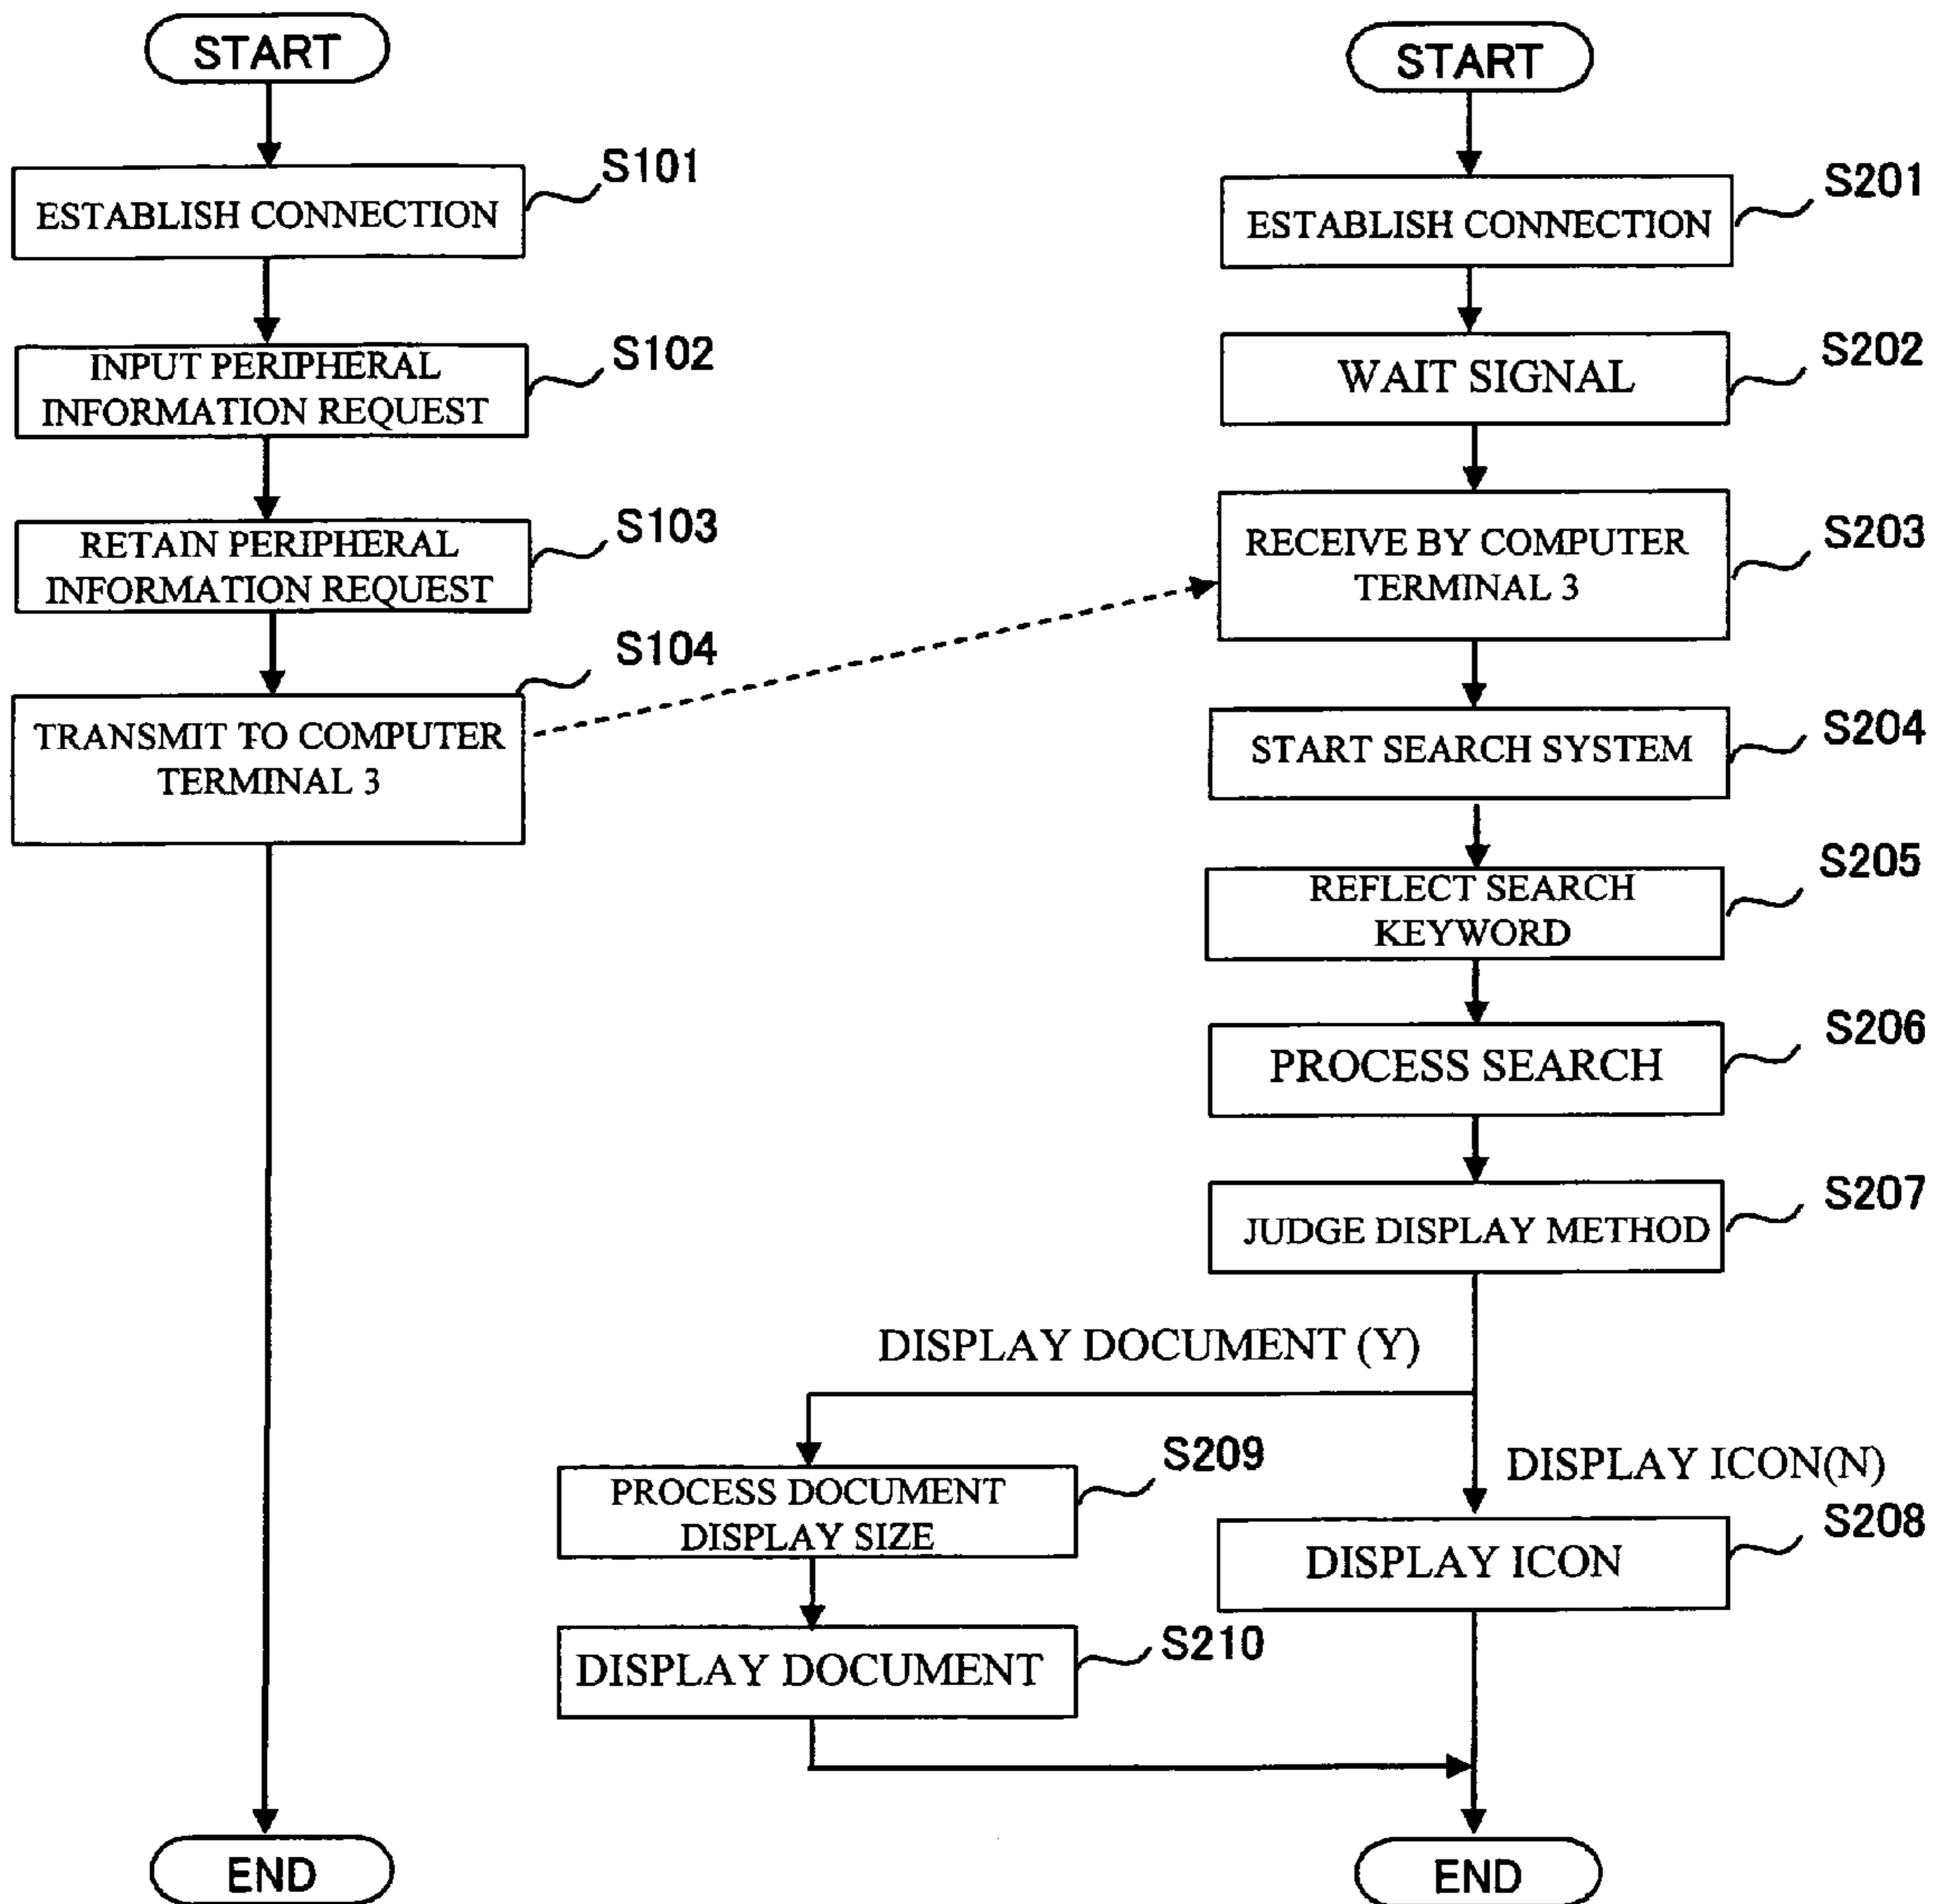 START
S101
ESTABLISH CONNECTION
S102
INPUT PERIPHERAL
INFORMATION REQUEST
S103
RETAIN PERIPHERAL
INFORMATION REQUEST
S104
TRANSMIT TO COMPUTER
TERMINAL 3
END
START
S201
ESTABLISH CONNECTION
S202
WAIT SIGNAL
S203
RECEIVE BY COMPUTER
TERMINAL 3
S204
START SEARCH SYSTEM
S205
REFLECT SEARCH
KEYWORD
S206
PROCESS SEARCH
S207
JUDGE DISPLAY METHOD
DISPLAY DOCUMENT (Y)
S209
PROCESS DOCUMENT
DISPLAY SIZE
S210
DISPLAY DOCUMENT
DISPLAY ICON(N)
S208
DISPLAY ICON
END